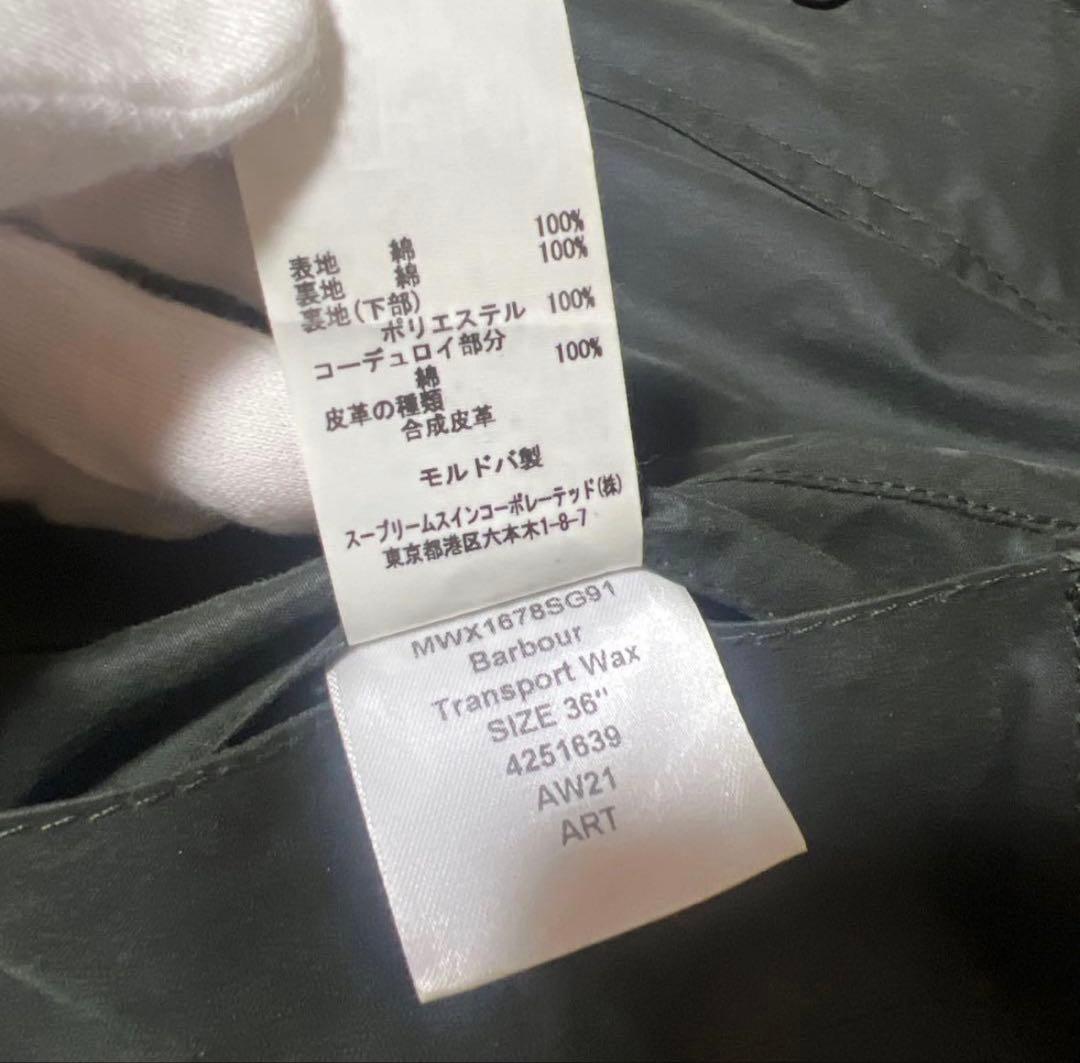 表地 綿 100%
裏地 綿 100%
裏地(下部)
ポリエステル 100%
コーデュロイ部分
綿 100%
皮革の種類
合成皮革
モルドバ製
スープリームスインコーポレーテッド(株)
東京都港区六本木1-8-7
MWX1678SG91
Barbour
Transport Wax
SIZE 36"
4251639
AW21
ART